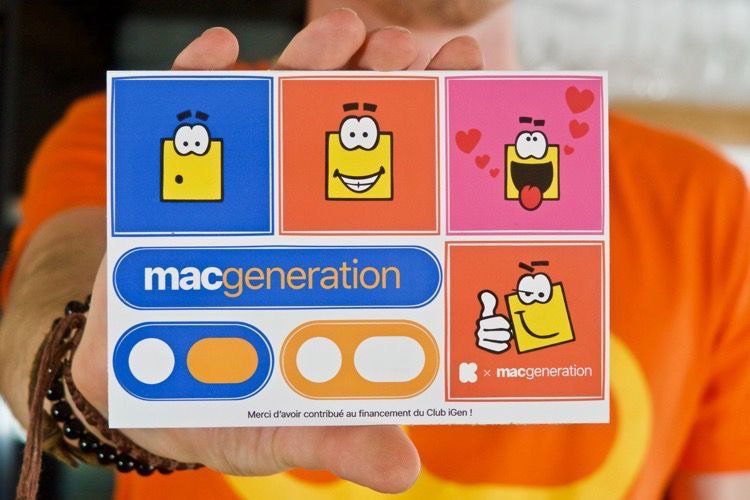 macgeneration
K × macgeneration
Merci d'avoir contribué au financement du Club iGen !